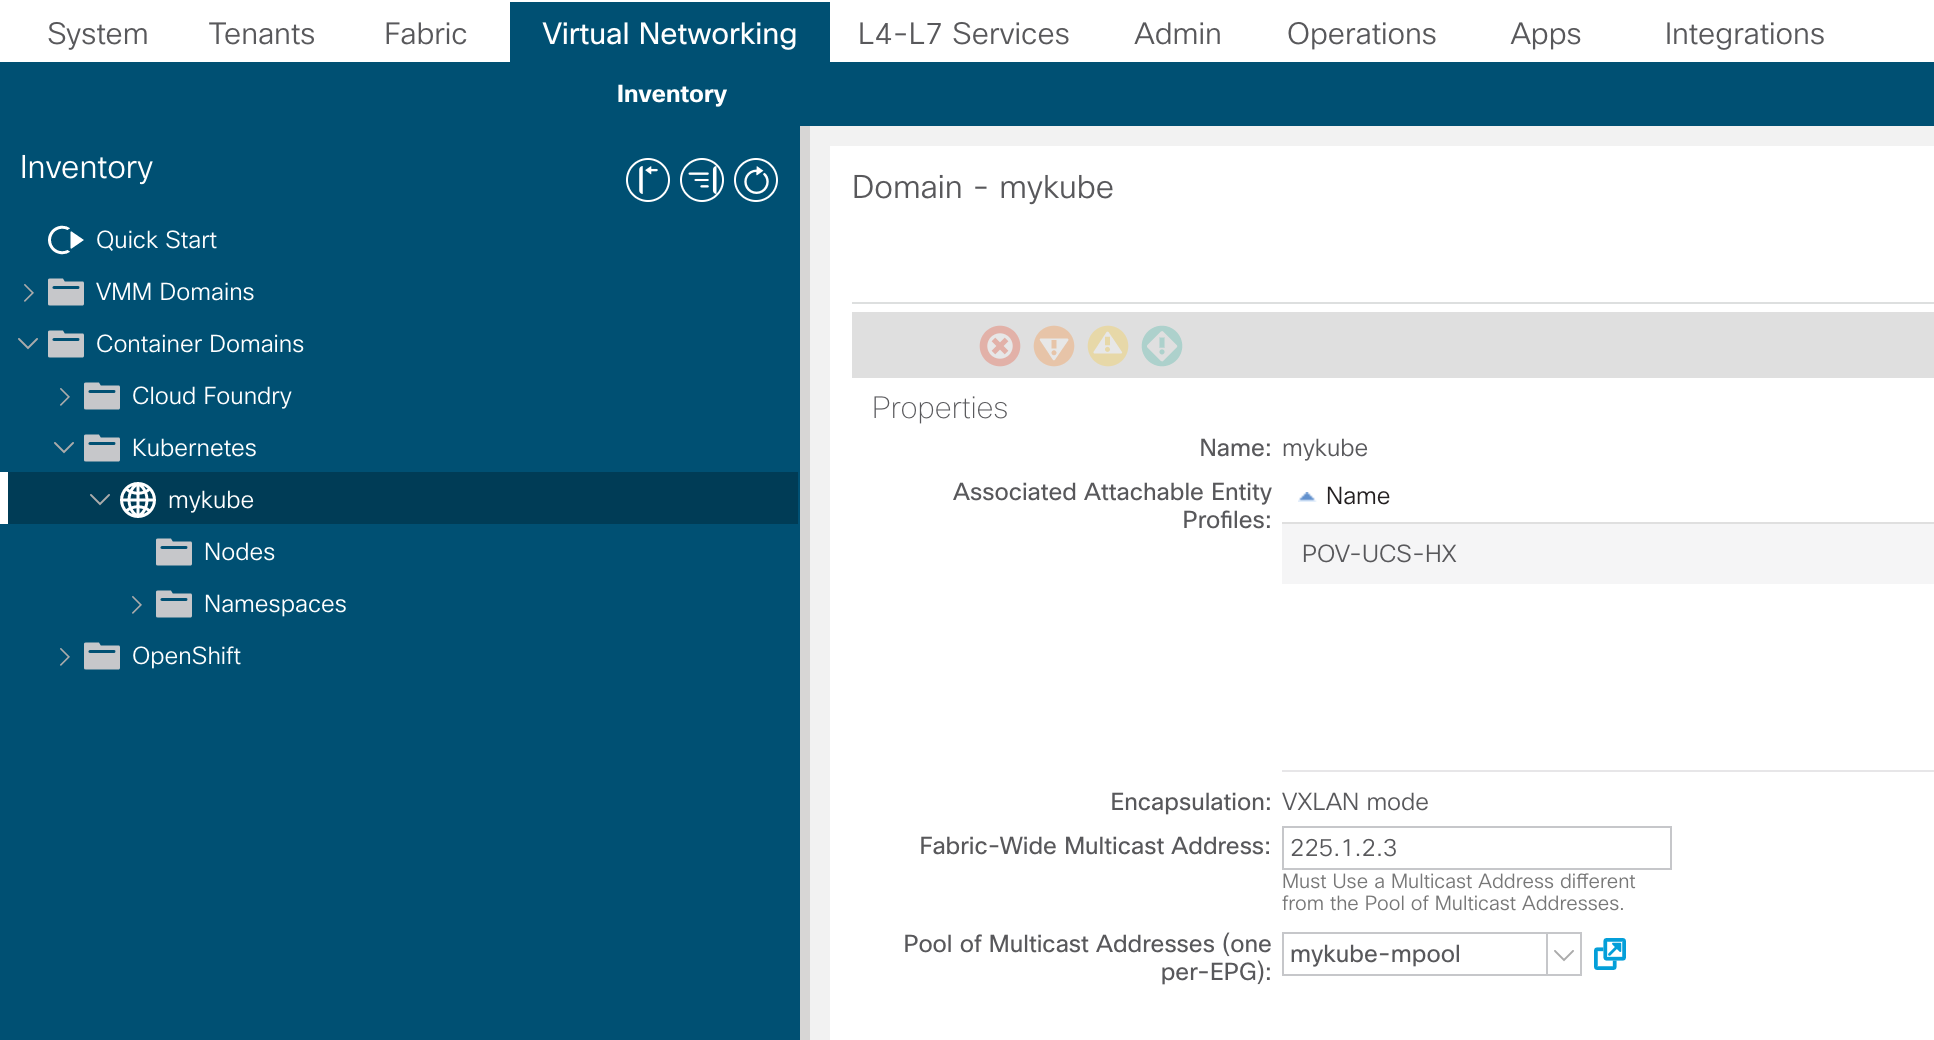 System Tenants Fabric Virtual Networking L4-L7 Services Admin Operations Apps Integrations
Inventory
Inventory
Quick Start
VMM Domains
Container Domains
Cloud Foundry
Kubernetes
mykube
Nodes
Namespaces
OpenShift
Domain - mykube
Properties
Name: mykube
Associated Attachable Entity
Profiles:
Name
POV-UCS-HX
Encapsulation: VXLAN mode
Fabric-Wide Multicast Address: 225.1.2.3
Must Use a Multicast Address different
from the Pool of Multicast Addresses.
Pool of Multicast Addresses (one
per-EPG):
mykube-mpool